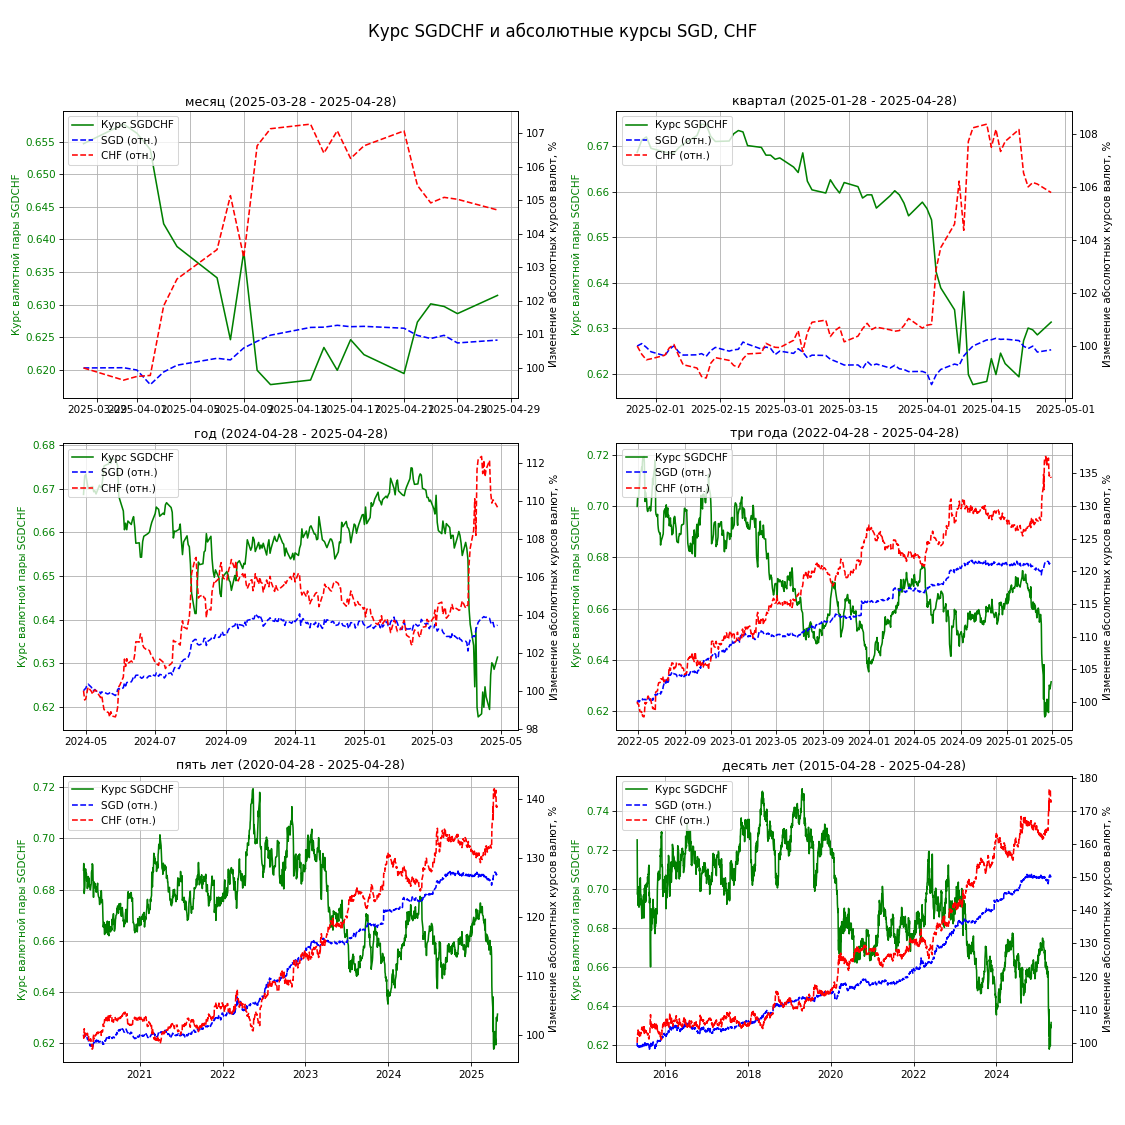 Курс SGDCHF и абсолютные курсы SGD, CHF
месяц (2025-03-28 - 2025-04-28)
Курс SGDCHF
SGD (отн.)
CHF (отн.)
Курс валютной пары SGDCHF
0.655
0.650
0.645
0.640
0.635
0.630
0.625
0.620
107
106
105
104
103
102
101
100
Изменение абсолютных курсов валют, %
2025-03-29 2025-04-01 2025-04-05 2025-04-09 2025-04-13 2025-04-17 2025-04-21 2025-04-25 2025-04-29
квартал (2025-01-28 - 2025-04-28)
Курс SGDCHF
SGD (отн.)
CHF (отн.)
Курс валютной пары SGDCHF
0.67
0.66
0.65
0.64
0.63
0.62
108
106
104
102
100
Изменение абсолютных курсов валют, %
2025-02-01 2025-02-15 2025-03-01 2025-03-15 2025-04-01 2025-04-15 2025-05-01
год (2024-04-28 - 2025-04-28)
Курс SGDCHF
SGD (отн.)
CHF (отн.)
Курс валютной пары SGDCHF
0.68
0.67
0.66
0.65
0.64
0.63
0.62
112
110
108
106
104
102
100
98
Изменение абсолютных курсов валют, %
2024-05 2024-07 2024-09 2024-11 2025-01 2025-03 2025-05
три года (2022-04-28 - 2025-04-28)
Курс SGDCHF
SGD (отн.)
CHF (отн.)
Курс валютной пары SGDCHF
0.72
0.70
0.68
0.66
0.64
0.62
135
130
125
120
115
110
105
100
Изменение абсолютных курсов валют, %
2022-05 2022-09 2023-01 2023-05 2023-09 2024-01 2024-05 2024-09 2025-01 2025-05
пять лет (2020-04-28 - 2025-04-28)
Курс SGDCHF
SGD (отн.)
CHF (отн.)
Курс валютной пары SGDCHF
0.72
0.70
0.68
0.66
0.64
0.62
140
130
120
110
100
Изменение абсолютных курсов валют, %
2021 2022 2023 2024 2025
десять лет (2015-04-28 - 2025-04-28)
Курс SGDCHF
SGD (отн.)
CHF (отн.)
Курс валютной пары SGDCHF
0.74
0.72
0.70
0.68
0.66
0.64
0.62
180
170
160
150
140
130
120
110
100
Изменение абсолютных курсов валют, %
2016 2018 2020 2022 2024